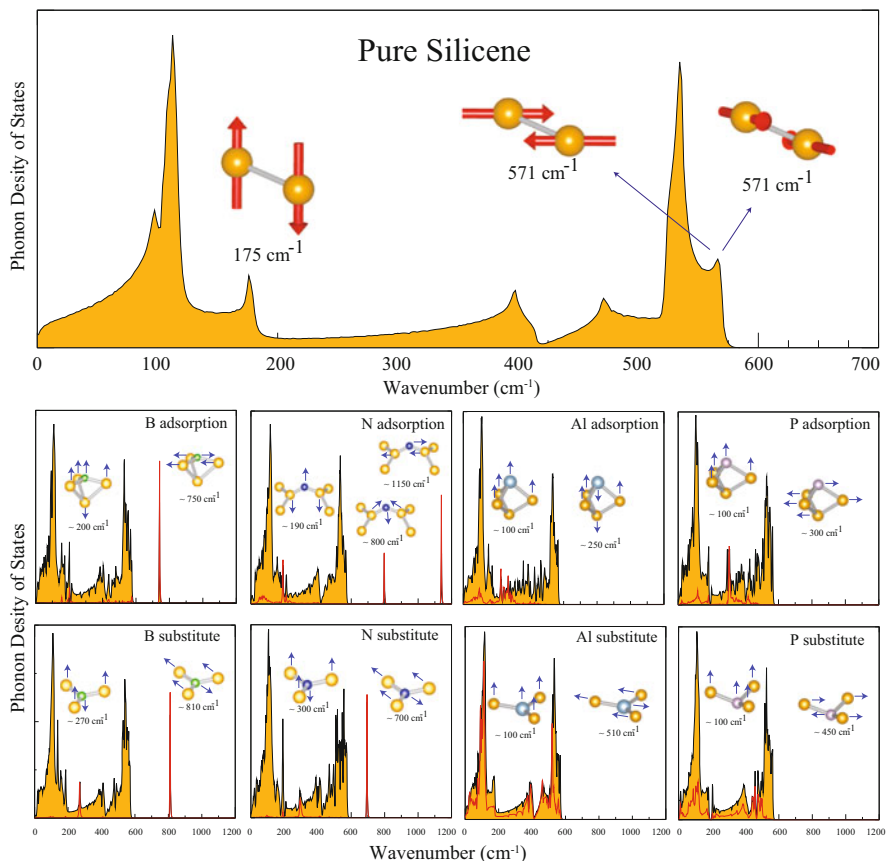 Pure Silicene
Phonon Desity of States
175 cm-1
571 cm-1
571 cm-1
0 100 200 300 400 500 600 700
Wavenumber (cm-1)
Phonon Desity of States
B adsorption
~ 200 cm-1
~ 750 cm-1
N adsorption
~ 190 cm-1
~ 1150 cm-1
~ 800 cm-1
Al adsorption
~ 100 cm-1
~ 250 cm-1
P adsorption
~ 100 cm-1
~ 300 cm-1
B substitute
~ 270 cm-1
~ 810 cm-1
N substitute
~ 300 cm-1
~ 700 cm-1
Al substitute
~ 100 cm-1
~ 510 cm-1
P substitute
~ 100 cm-1
~ 450 cm-1
0 200 400 600 800 1000 1200
0 200 400 600 800 1000 1200
0 200 400 600 800 1000 1200
0 200 400 600 800 1000 1200
Wavenumber (cm-1)